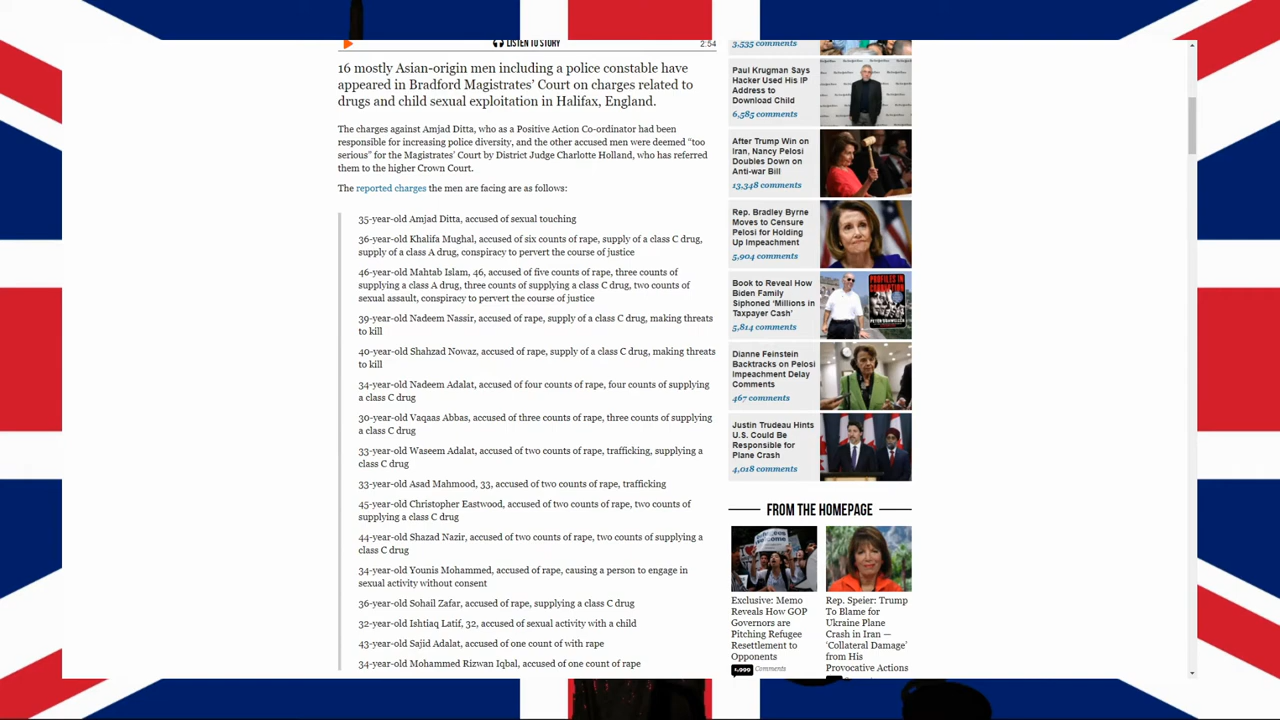 LISTEN TO STORY
2:54
16 mostly Asian-origin men including a police constable have
appeared in Bradford Magistrates' Court on charges related to
drugs and child sexual exploitation in Halifax, England.
The charges against Amjad Ditta, who as a Positive Action Co-ordinator had been
responsible for increasing police diversity, and the other accused men were deemed “too
serious” for the Magistrates' Court by District Judge Charlotte Holland, who has referred
them to the higher Crown Court.
The reported charges the men are facing are as follows:
35-year-old Amjad Ditta, accused of sexual touching
36-year-old Khalifa Mughal, accused of six counts of rape, supply of a class C drug,
supply of a class A drug, conspiracy to pervert the course of justice
46-year-old Mahtab Islam, 46, accused of five counts of rape, three counts of
supplying a class A drug, three counts of supplying a class C drug, two counts of
sexual assault, conspiracy to pervert the course of justice
39-year-old Nadeem Nassir, accused of rape, supply of a class C drug, making threats
to kill
40-year-old Shahzad Nowaz, accused of rape, supply of a class C drug, making threats
to kill
34-year-old Nadeem Adalat, accused of four counts of rape, four counts of supplying
a class C drug
30-year-old Vaqaas Abbas, accused of three counts of rape, three counts of supplying
a class C drug
33-year-old Waseem Adalat, accused of two counts of rape, trafficking, supplying a
class C drug
33-year-old Asad Mahmood, 33, accused of two counts of rape, trafficking
45-year-old Christopher Eastwood, accused of two counts of rape, two counts of
supplying a class C drug
44-year-old Shazad Nazir, accused of two counts of rape, two counts of supplying a
class C drug
34-year-old Younis Mohammed, accused of rape, causing a person to engage in
sexual activity without consent
36-year-old Sohail Zafar, accused of rape, supplying a class C drug
32-year-old Ishtiaq Latif, 32, accused of sexual activity with a child
43-year-old Sajid Adalat, accused of one count of with rape
34-year-old Mohammed Rizwan Iqbal, accused of one count of rape
3,535 comments
Paul Krugman Says
Hacker Used His IP
Address to
Download Child
6,585 comments
After Trump Win on
Iran, Nancy Pelosi
Doubles Down on
Anti-war Bill
13,348 comments
Rep. Bradley Byrne
Moves to Censure
Pelosi for Holding
Up Impeachment
5,904 comments
Book to Reveal How
Biden Family
Siphoned ‘Millions in
Taxpayer Cash’
5,814 comments
Dianne Feinstein
Backtracks on Pelosi
Impeachment Delay
Comments
467 comments
Justin Trudeau Hints
U.S. Could Be
Responsible for
Plane Crash
4,018 comments
FROM THE HOMEPAGE
Exclusive: Memo
Reveals How GOP
Governors are
Pitching Refugee
Resettlement to
Opponents
Comments
Rep. Speier: Trump
To Blame for
Ukraine Plane
Crash in Iran —
‘Collateral Damage’
from His
Provocative Actions